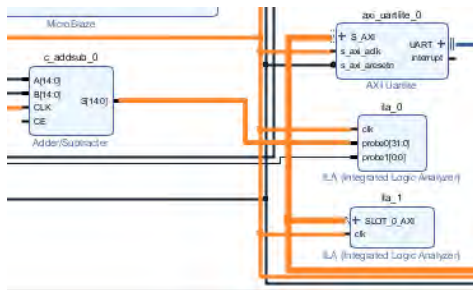 MicroBlaze
c_addsub_0
A[14:0]
B[14:0]
CLK
CE
S[14:0]
Adder/Subtracter
axi_uartlite_0
S_AXI
s_axi_aclk
s_axi_aresetn
UART
interrupt
AXI Uartlite
ila_0
clk
probe0[31:0]
probe1[0:0]
ILA (Integrated Logic Analyzer)
ila_1
SLOT_0_AXI
clk
ILA (Integrated Logic Analyzer)